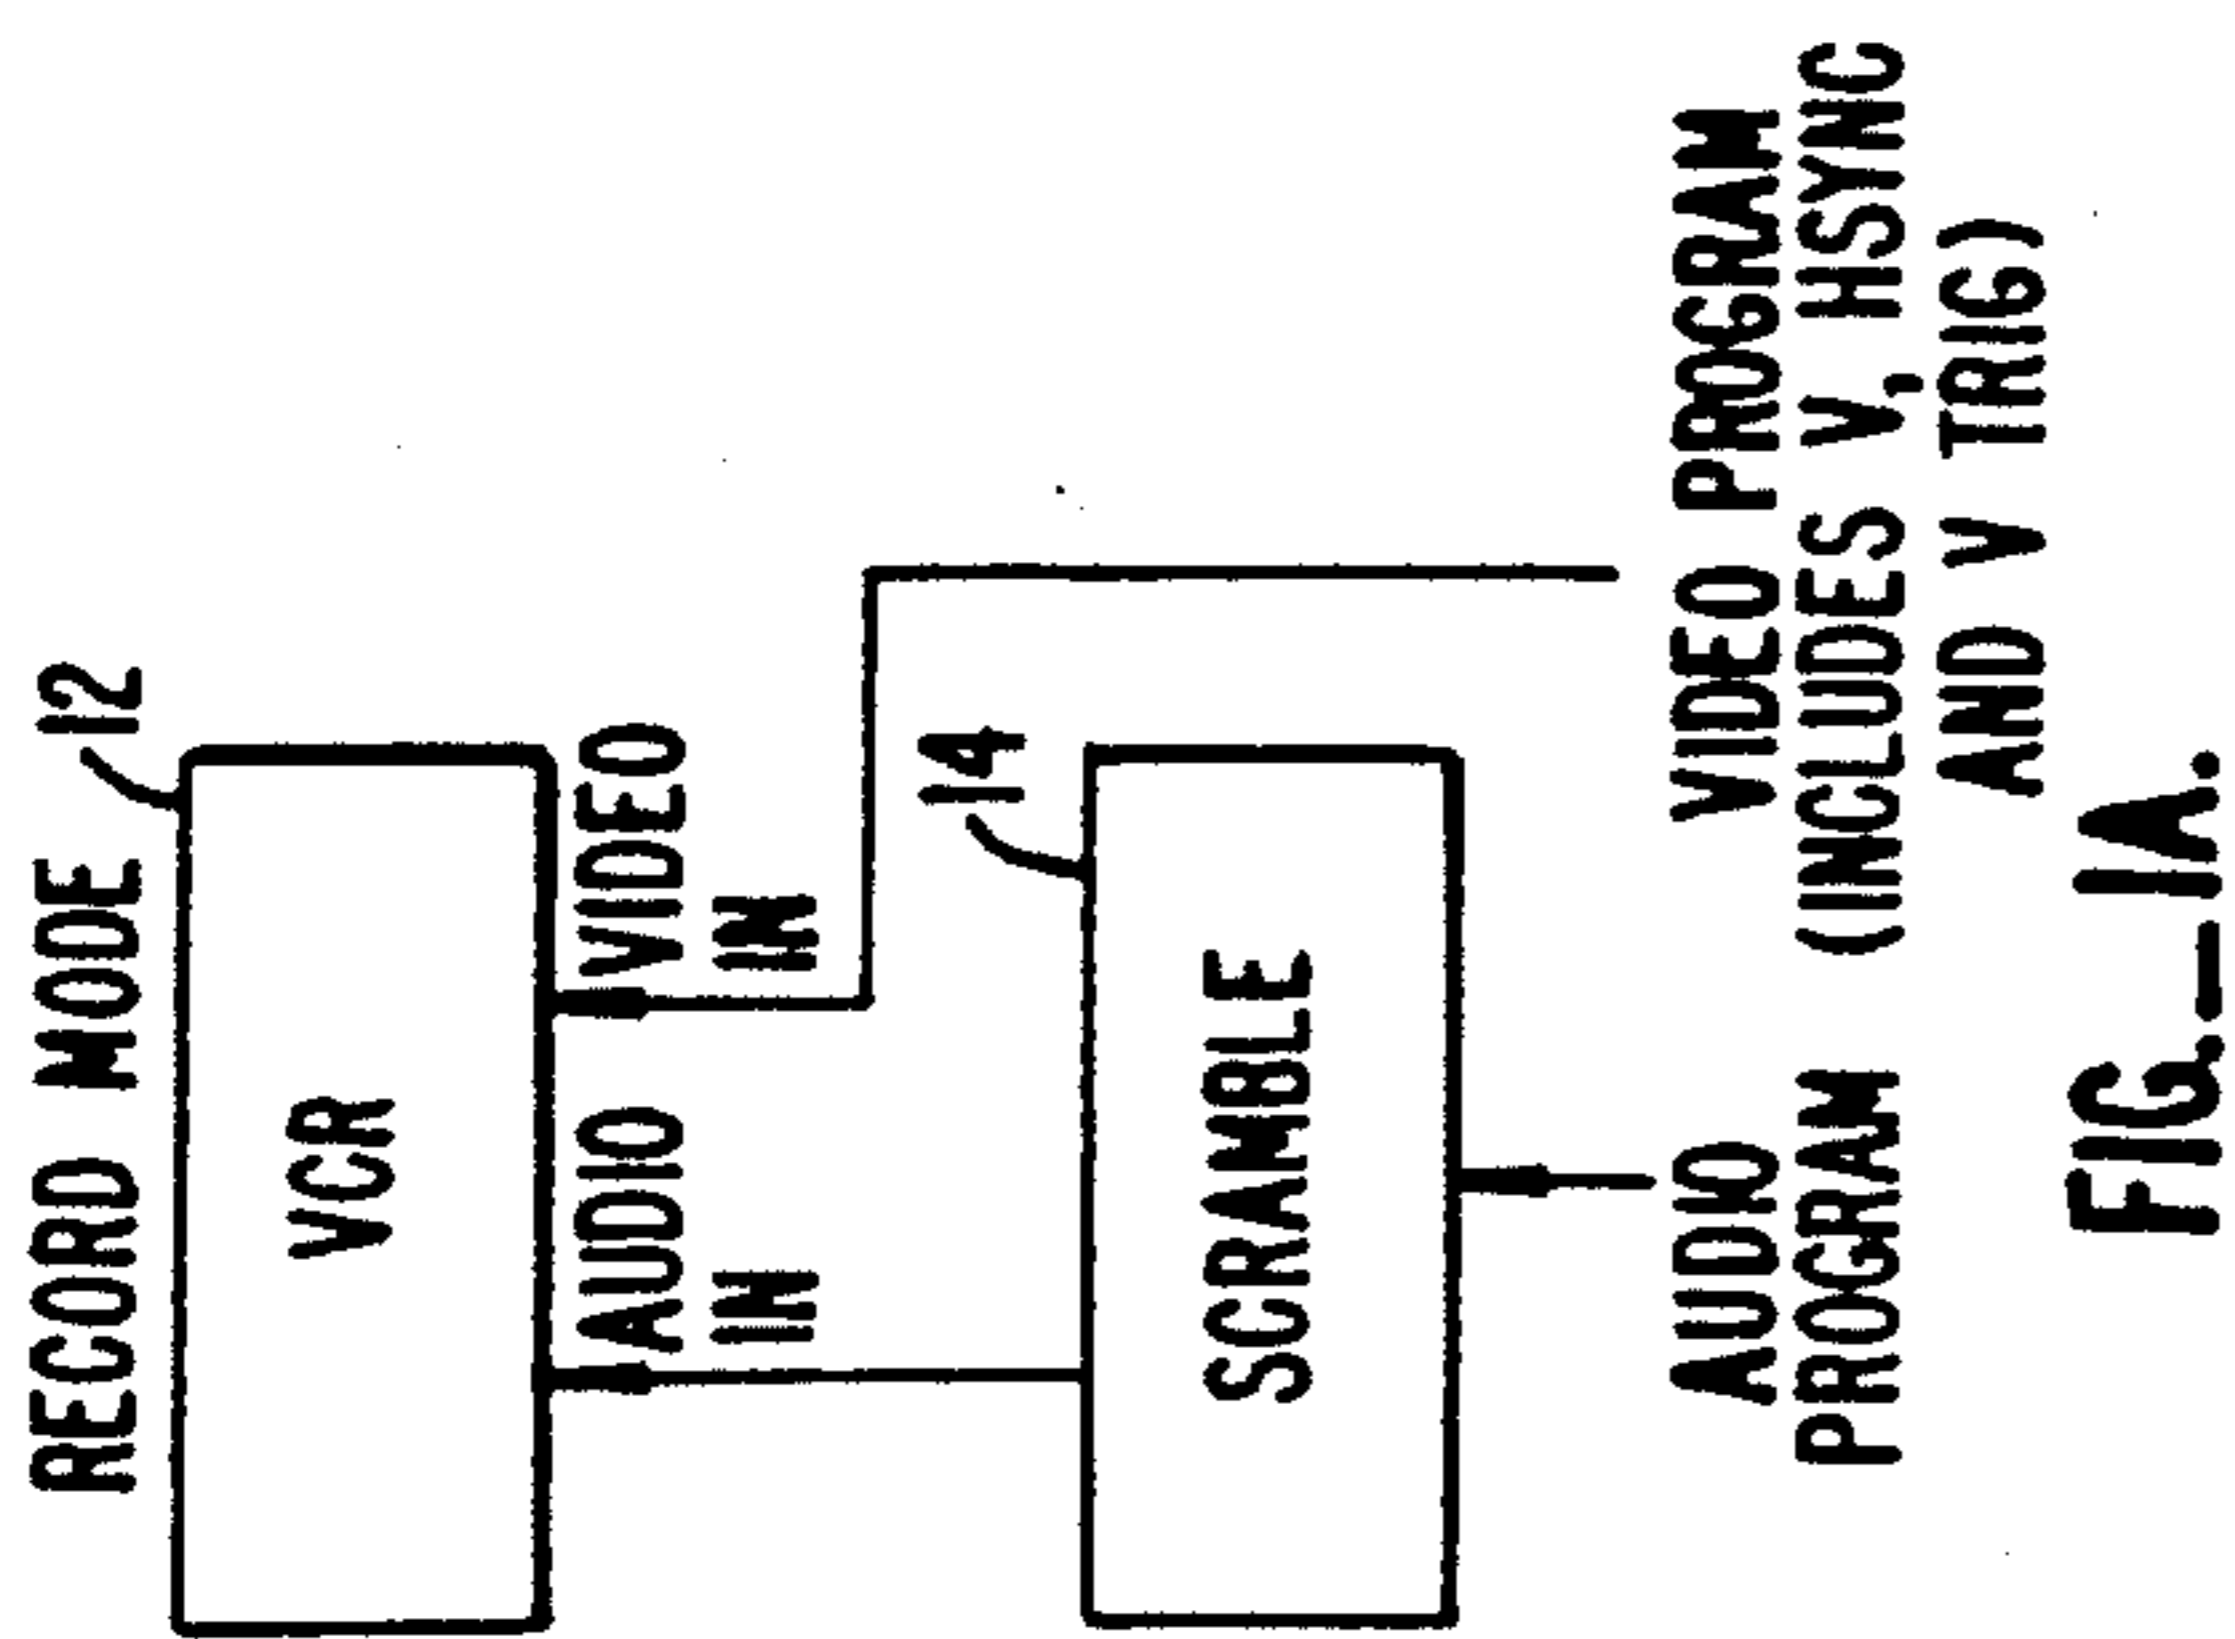 RECORD MODE
12
VCR
AUDIO
IN
VIDEO
IN
14
SCRAMBLE
AUDIO
PROGRAM
VIDEO PROGRAM
(INCLUDES V, HSYNC
AND V TRIG)
FIG._1A.